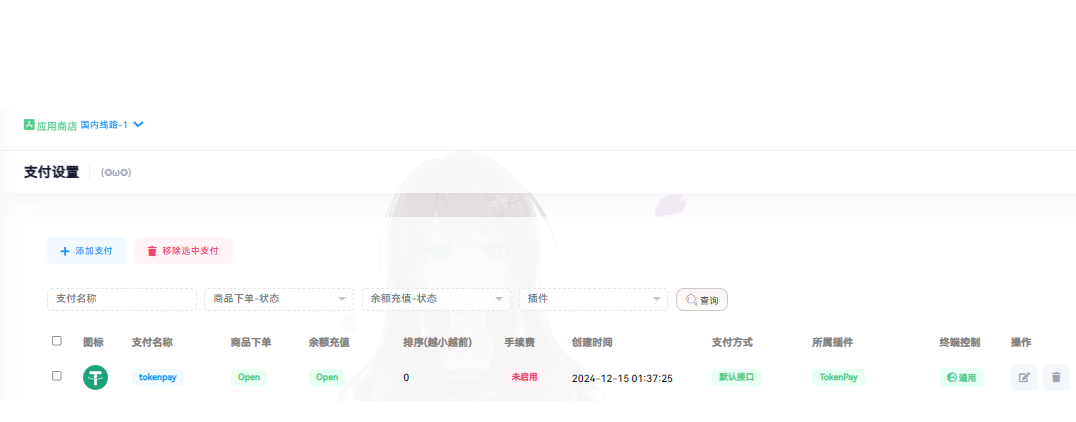 应用商店 国内线路-1
支付设置 (✪ω✪)
+ 添加支付 移除选中支付
支付名称 商品下单-状态 余额充值-状态 插件 查询
图标 支付名称 商品下单 余额充值 排序(越小越前) 手续费 创建时间 支付方式 所属插件 终端控制 操作
tokenpay Open Open 0 未启用 2024-12-15 01:37:25 默认接口 TokenPay 通用